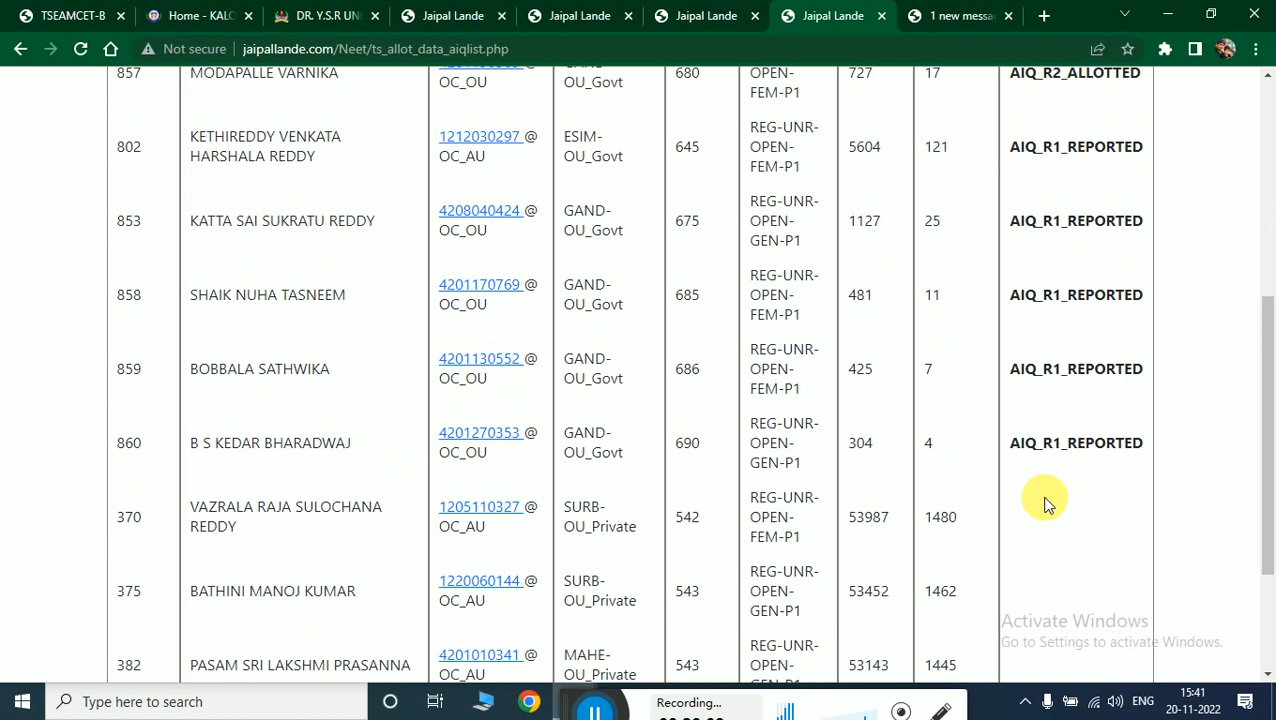 TSEAMCET-B
Home - KALO
DR. Y.S.R UNI
Jaipal Lande
Jaipal Lande
Jaipal Lande
Jaipal Lande
1 new messa
Not secure | jaipallande.com/Neet/ts_allot_data_aiqlist.php
857 MODAPALLE VARNIKA @ OC_OU OU_Govt 680 OPEN-FEM-P1 727 17 AIQ_R2_ALLOTTED
802 KETHIREDDY VENKATA HARSHALA REDDY 1212030297 @ OC_AU ESIM-OU_Govt 645 REG-UNR-OPEN-FEM-P1 5604 121 AIQ_R1_REPORTED
853 KATTA SAI SUKRATU REDDY 4208040424 @ OC_OU GAND-OU_Govt 675 REG-UNR-OPEN-GEN-P1 1127 25 AIQ_R1_REPORTED
858 SHAIK NUHA TASNEEM 4201170769 @ OC_OU GAND-OU_Govt 685 REG-UNR-OPEN-FEM-P1 481 11 AIQ_R1_REPORTED
859 BOBBALA SATHWIKA 4201130552 @ OC_OU GAND-OU_Govt 686 REG-UNR-OPEN-FEM-P1 425 7 AIQ_R1_REPORTED
860 B S KEDAR BHARADWAJ 4201270353 @ OC_OU GAND-OU_Govt 690 REG-UNR-OPEN-GEN-P1 304 4 AIQ_R1_REPORTED
370 VAZRALA RAJA SULOCHANA REDDY 1205110327 @ OC_AU SURB-OU_Private 542 REG-UNR-OPEN-FEM-P1 53987 1480
375 BATHINI MANOJ KUMAR 1220060144 @ OC_AU SURB-OU_Private 543 REG-UNR-OPEN-GEN-P1 53452 1462
382 PASAM SRI LAKSHMI PRASANNA 4201010341 @ OC_AU MAHE-OU_Private 543 REG-UNR-OPEN- 53143 1445
Activate Windows
Go to Settings to activate Windows.
Type here to search
Recording...
ENG
15:41
20-11-2022